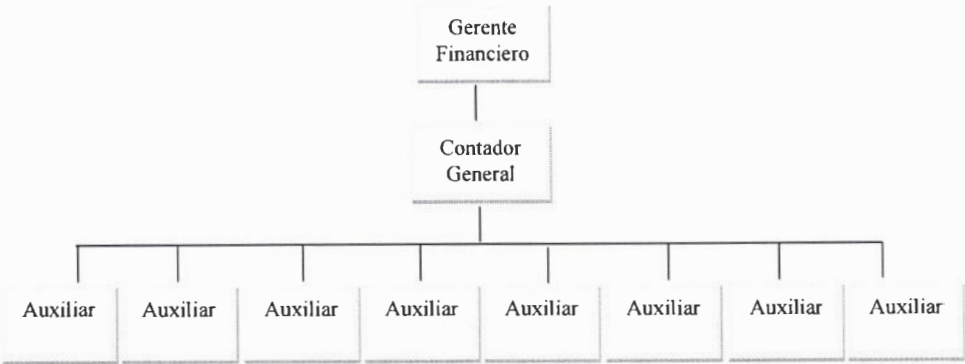 Gerente
Financiero
Contador
General
Auxiliar Auxiliar Auxiliar Auxiliar Auxiliar Auxiliar Auxiliar Auxiliar